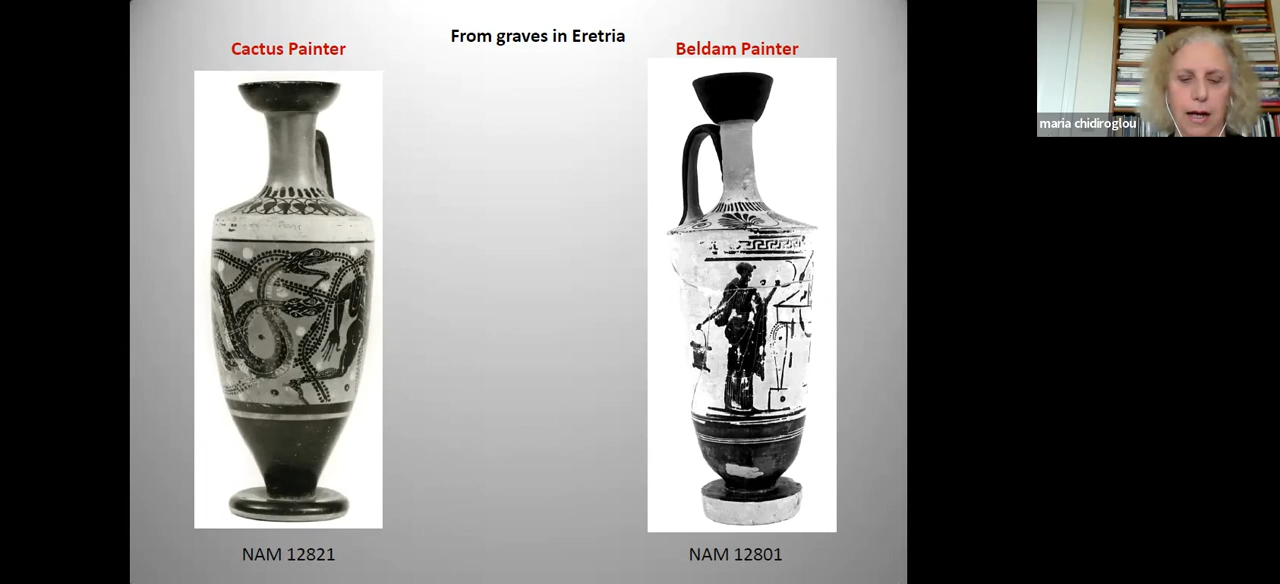 From graves in Eretria
Cactus Painter
Beldam Painter
maria chidiroglou
NAM 12821
NAM 12801